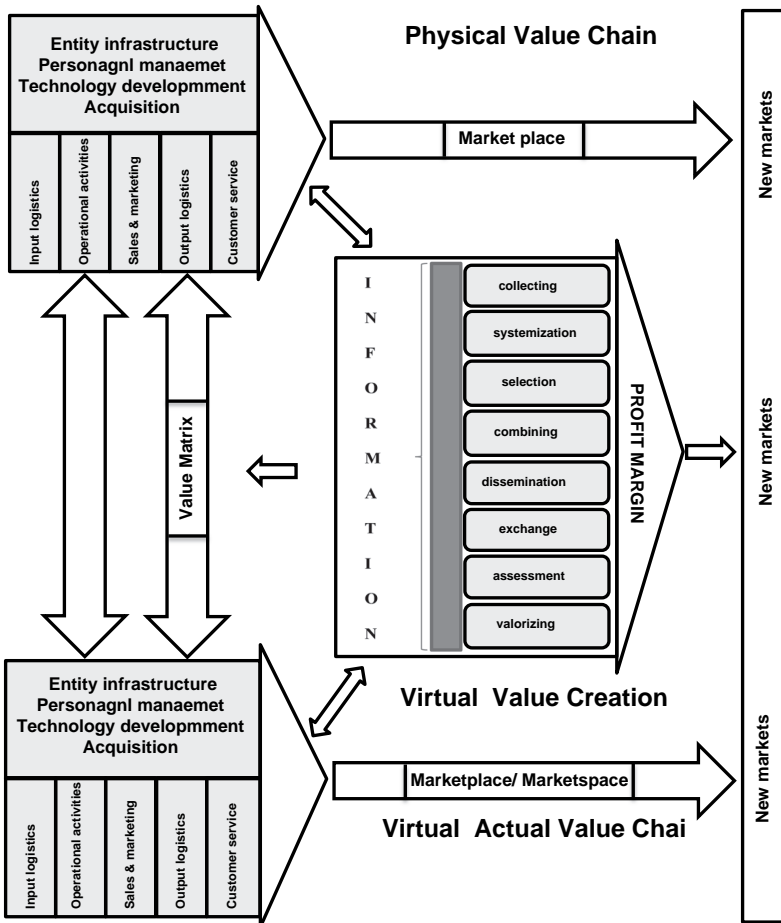 Physical Value Chain
Entity infrastructure
Personagnl manaemet
Technology developmment
Acquisition
Input logistics
Operational activities
Sales & marketing
Output logistics
Customer service
Market place
New markets
Value Matrix
INFORMATION
collecting
systemization
selection
combining
dissemination
exchange
assessment
valorizing
PROFIT MARGIN
New markets
Virtual Value Creation
Entity infrastructure
Personagnl manaemet
Technology developmment
Acquisition
Input logistics
Operational activities
Sales & marketing
Output logistics
Customer service
Marketplace/ Marketspace
Virtual Actual Value Chai
New markets